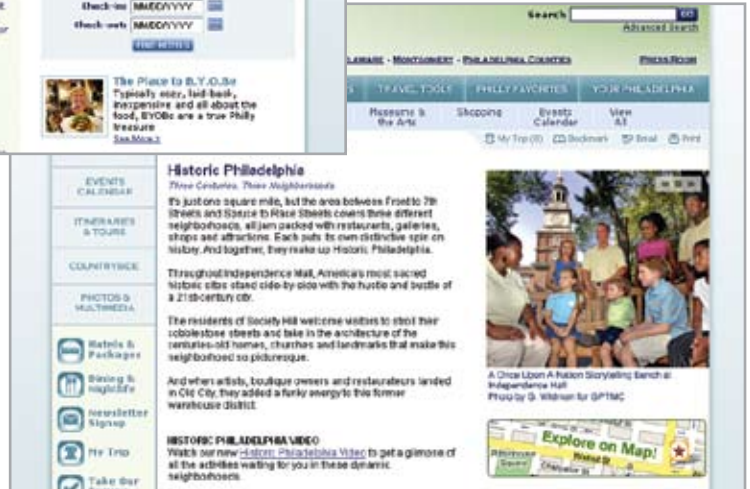 Check-ins MM/DD/YYYY
Check-outs MM/DD/YYYY
FIND HOTELS
The Place to B.Y.O.Be
Typically cozy, laid-back,
inexpensive and all about the
food, BYOBs are a true Philly
treasure
See More >
Search GO
Advanced Search
DELAWARE - MONTGOMERY - PHILADELPHIA COUNTIES
PRESS ROOM
TRAVEL TOOLS
PHILLY FAVORITES
YOUR PHILADELPHIA
Museums &
the Arts
Shopping
Events
Calendar
View
All
My Trip (0)
Bookmark
Email
Print
EVENTS
CALENDAR
ITINERARIES
& TOURS
COUNTRYSIDE
PHOTOS &
MULTIMEDIA
Hotels &
Packages
Dining &
Nightlife
Newsletter
Signup
My Trip
Take Our
Historic Philadelphia
Three Centuries, Three Neighborhoods
It's just one square mile, but the area between Front to 7th
Streets and Spruce to Race Streets covers three different
neighborhoods, all jam packed with restaurants, galleries,
shops and attractions. Each puts its own distinctive spin on
history. And together, they make up Historic Philadelphia.
Throughout Independence Mall, America's most sacred
historic sites stand side-by-side with the hustle and bustle of
a 21st-century city.
The residents of Society Hill welcome visitors to stroll their
cobblestone streets and take in the architecture of the
centuries-old homes, churches and landmarks that make this
neighborhood so picturesque.
And when artists, boutique owners and restaurateurs landed
in Old City, they added a funky energy to this former
warehouse district.
HISTORIC PHILADELPHIA VIDEO
Watch our new Historic Philadelphia Video to get a glimpse of
all the activities waiting for you in these dynamic
neighborhoods.
A Once Upon A Nation Storytelling Bench at
Independence Hall
Photo by G. Widman for GPTMC
Explore on Map!
Rittenhouse
Square
Walnut St
Chancellor St